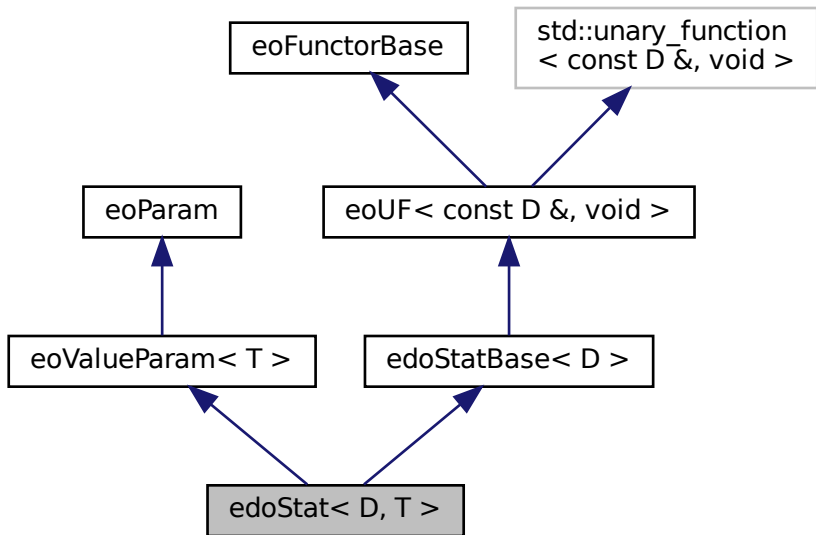 eoFunctorBase
std::unary_function
< const D &, void >
eoParam
eoUF< const D &, void >
eoValueParam< T >
edoStatBase< D >
edoStat< D, T >